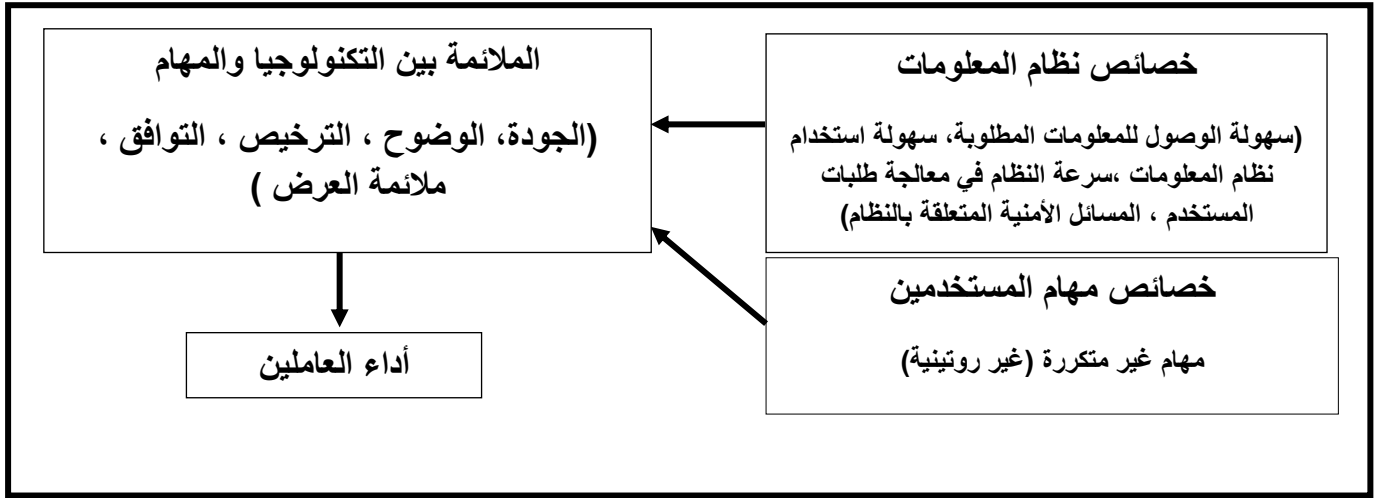 خصائص نظام المعلومات
(سهولة الوصول للمعلومات المطلوبة، سهولة استخدام
نظام المعلومات ،سرعة النظام في معالجة طلبات
المستخدم ، المسائل الأمنية المتعلقة بالنظام)
خصائص مهام المستخدمين
مهام غير متكررة (غير روتينية)
الملائمة بين التكنولوجيا والمهام
(الجودة، الوضوح ، الترخيص ، التوافق ،
ملائمة العرض )
أداء العاملين